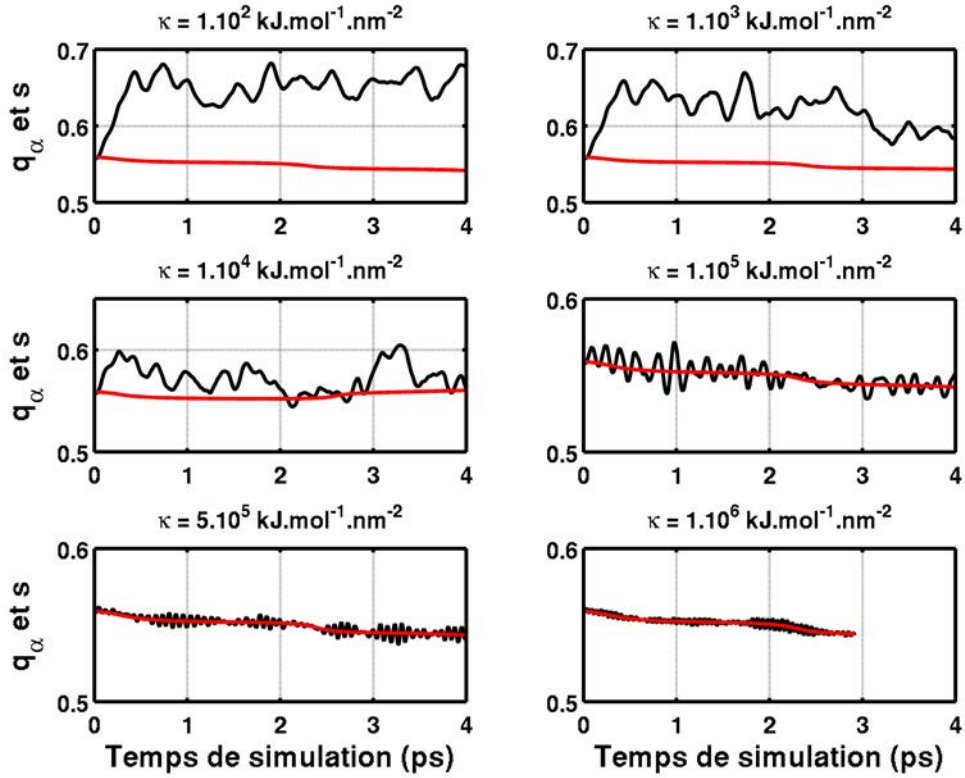 κ = 1.10² kJ.mol⁻¹.nm⁻²
κ = 1.10³ kJ.mol⁻¹.nm⁻²
0.7
0.6
0.5
qα et s
0 1 2 3 4
0.7
0.6
0.5
0 1 2 3 4
κ = 1.10⁴ kJ.mol⁻¹.nm⁻²
κ = 1.10⁵ kJ.mol⁻¹.nm⁻²
0.6
0.5
qα et s
0 1 2 3 4
0.6
0.5
0 1 2 3 4
κ = 5.10⁵ kJ.mol⁻¹.nm⁻²
κ = 1.10⁶ kJ.mol⁻¹.nm⁻²
0.6
0.5
qα et s
0 1 2 3 4
Temps de simulation (ps)
0.6
0.5
0 1 2 3 4
Temps de simulation (ps)